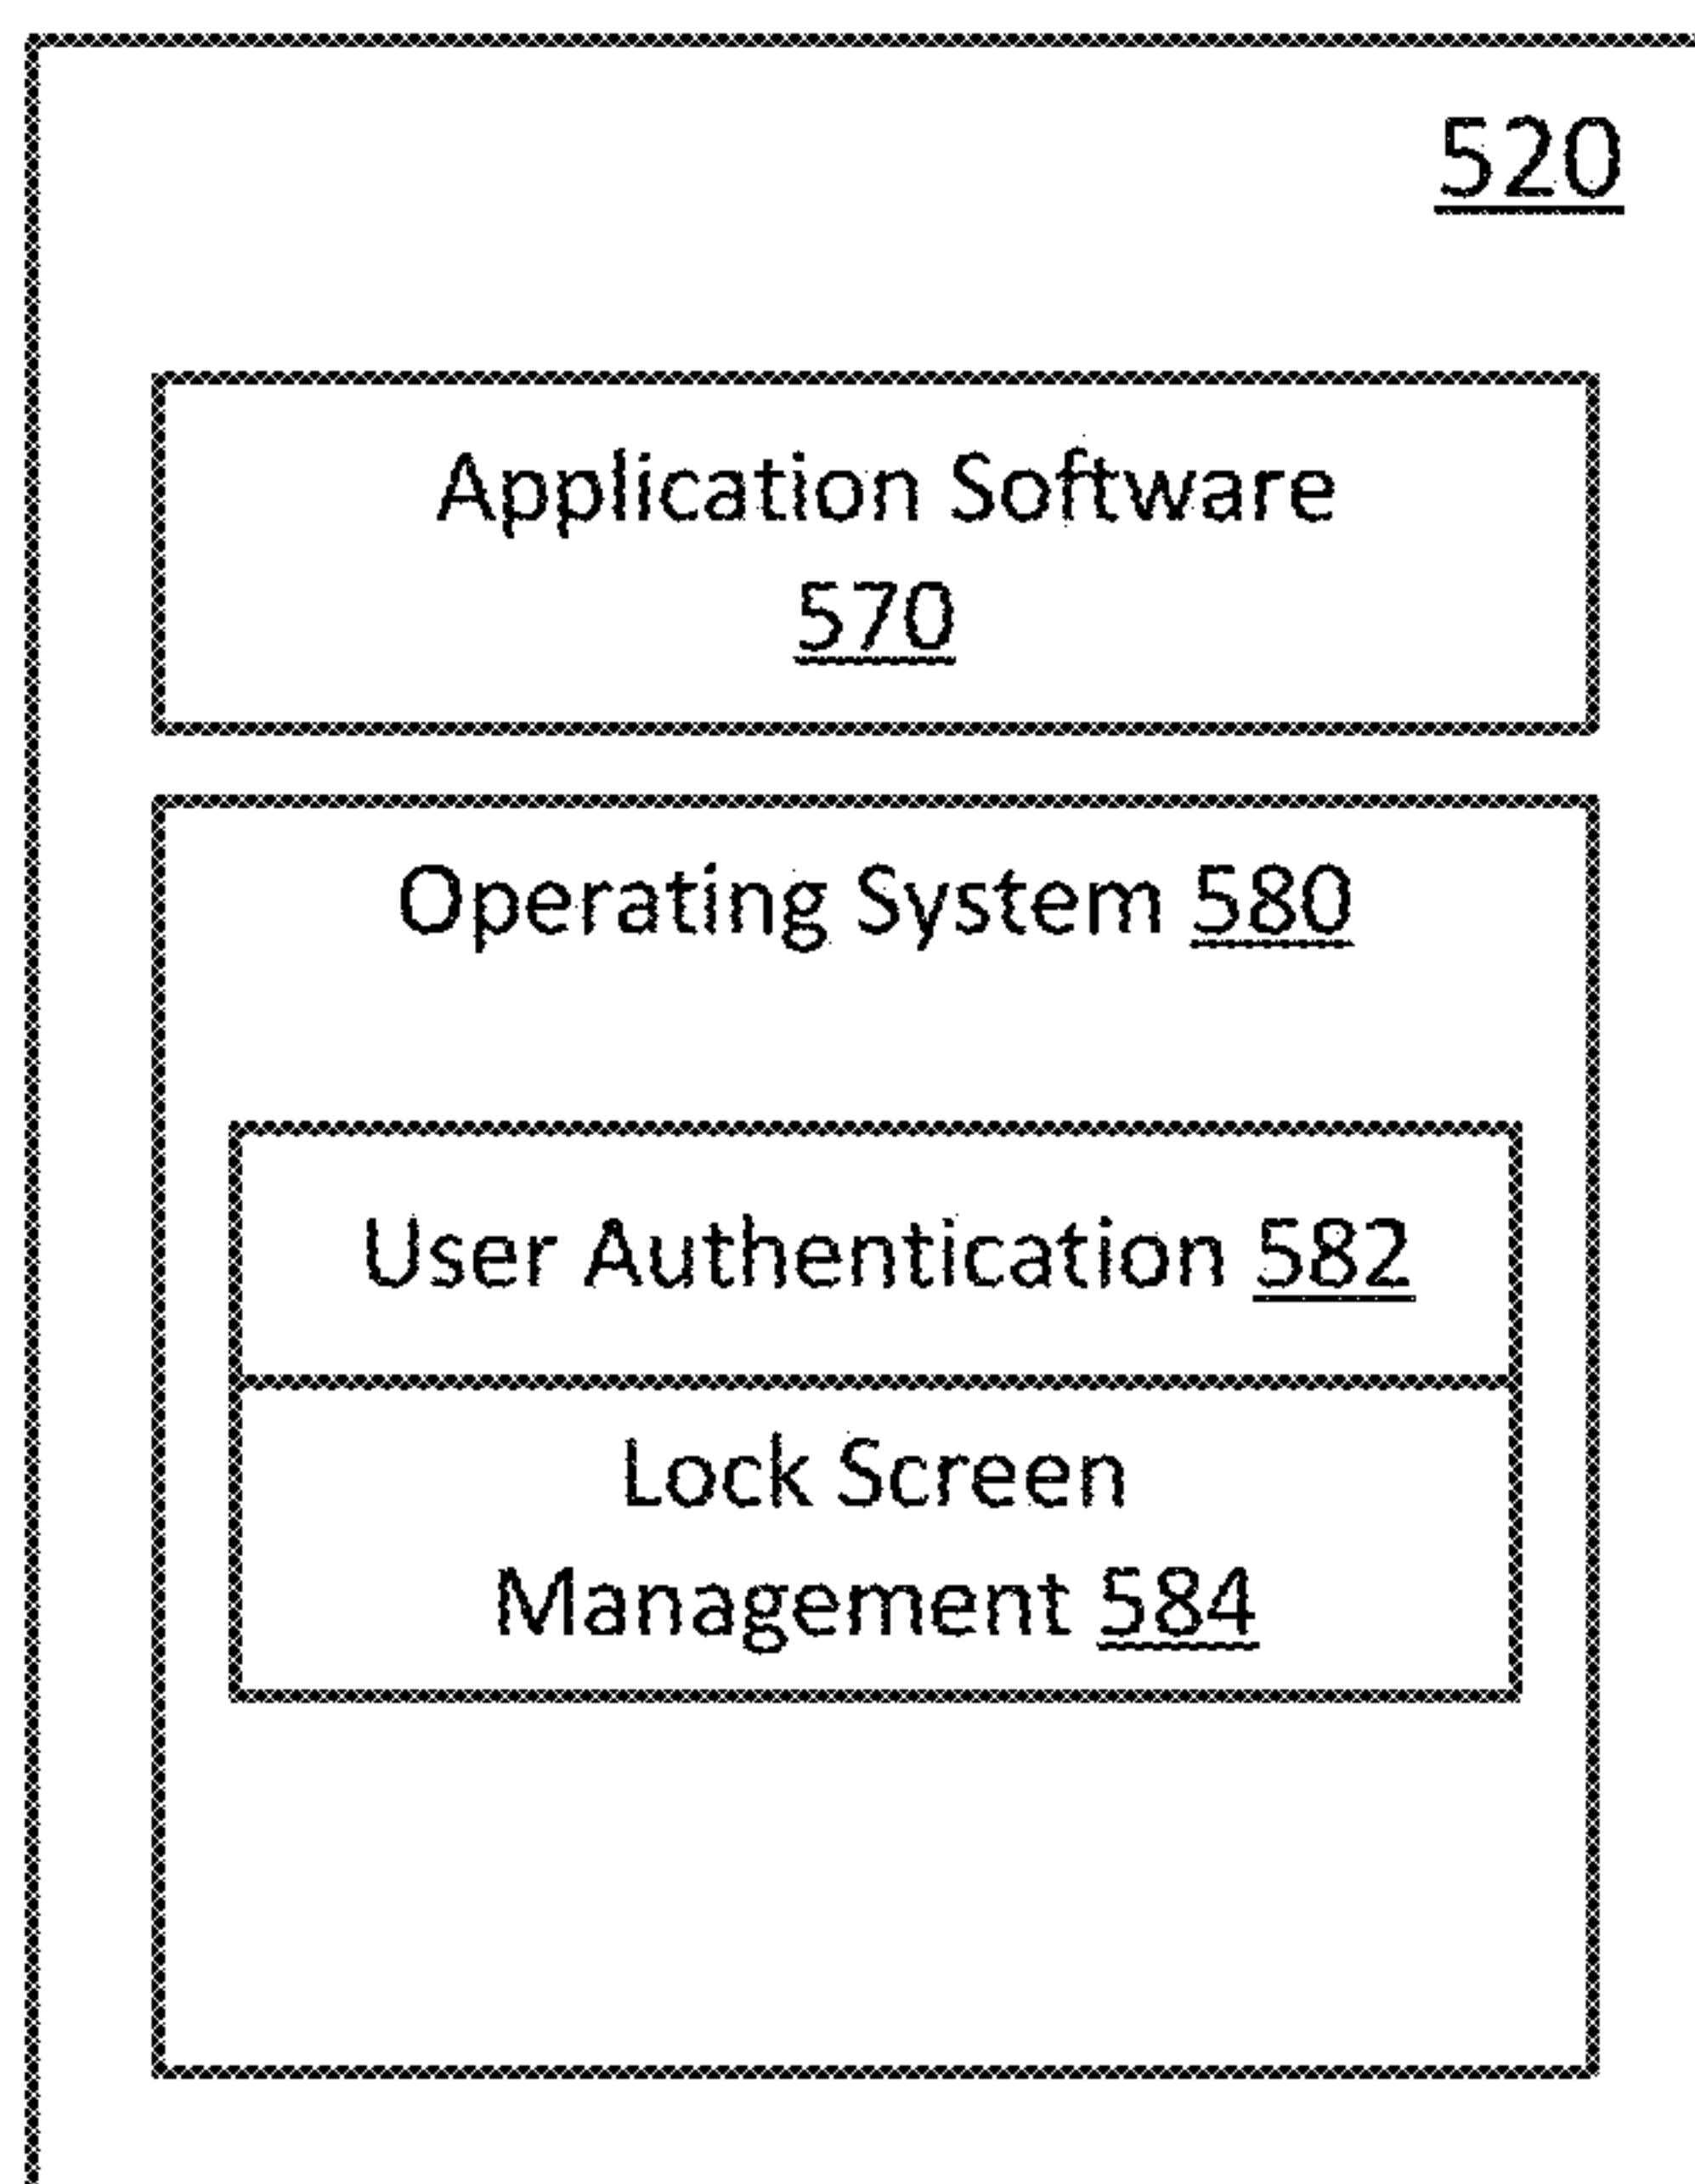 520
Application Software
570
Operating System 580
User Authentication 582
Lock Screen
Management 584